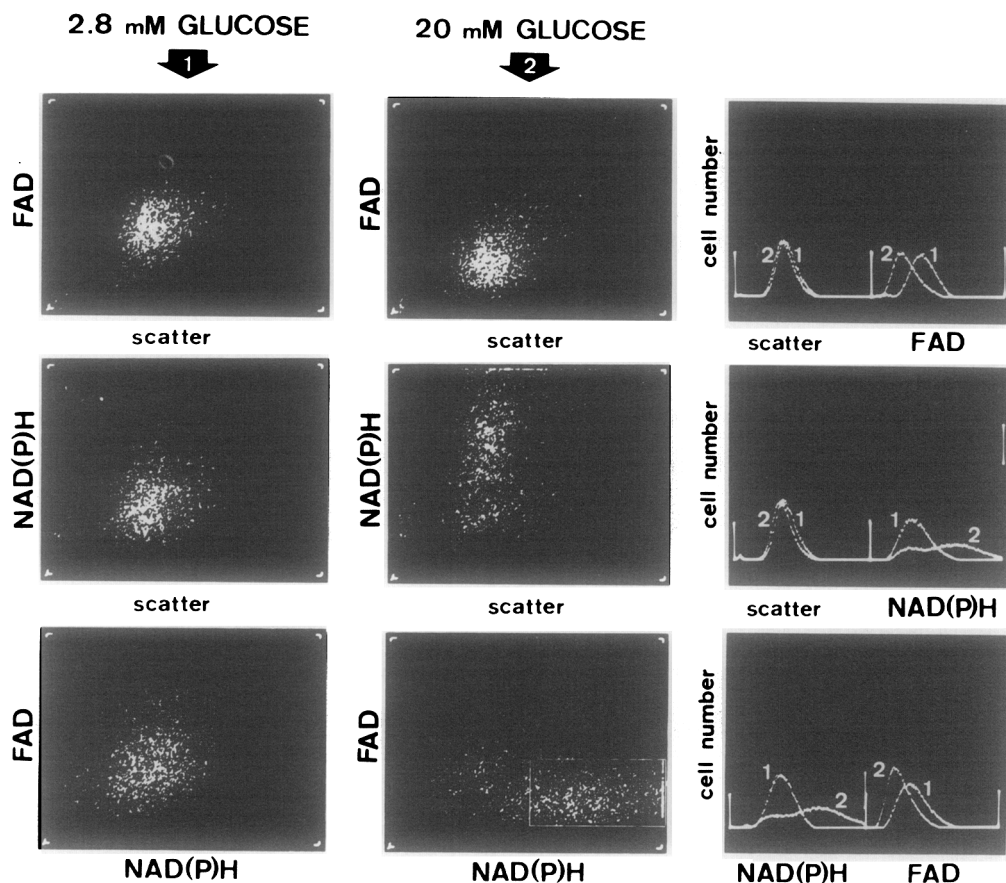 2.8 mM GLUCOSE
20 mM GLUCOSE
1
2
FAD
scatter
FAD
scatter
cell number
2
1
2
1
scatter
FAD
NAD(P)H
scatter
NAD(P)H
scatter
cell number
2
1
1
2
scatter
NAD(P)H
FAD
NAD(P)H
FAD
NAD(P)H
cell number
1
2
2
1
NAD(P)H
FAD